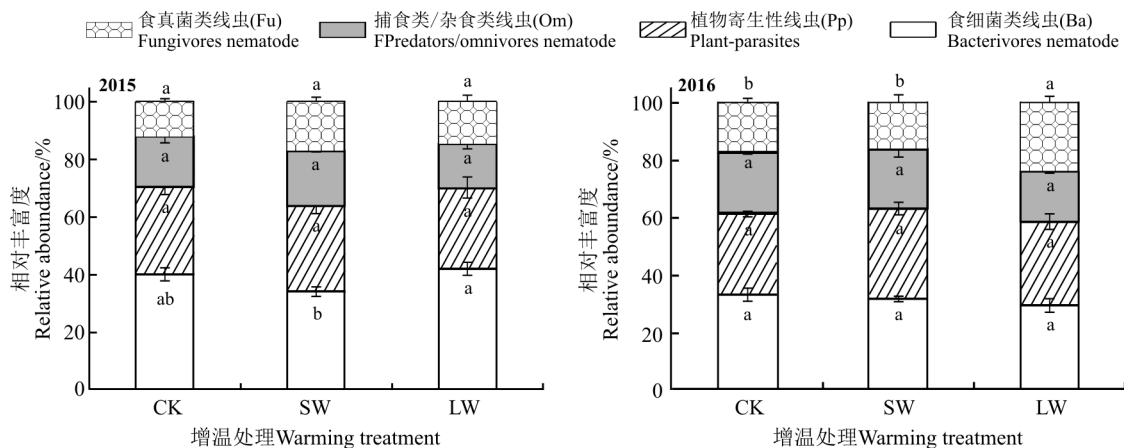 食真菌类线虫(Fu)
Fungivores nematode
捕食类/杂食类线虫(Om)
FPredators/omnivores nematode
植物寄生性线虫(Pp)
Plant-parasites
食细菌类线虫(Ba)
Bacterivores nematode
相对丰富度
Relative aboundance/%
2015
100
80
60
40
20
0
a
a
a
a
a
a
a
a
a
a
a
a
ab
b
a
CK
SW
LW
增温处理Warming treatment
相对丰富度
Relative aboundance/%
2016
100
80
60
40
20
0
b
b
a
a
a
a
a
a
a
a
a
a
CK
SW
LW
增温处理Warming treatment